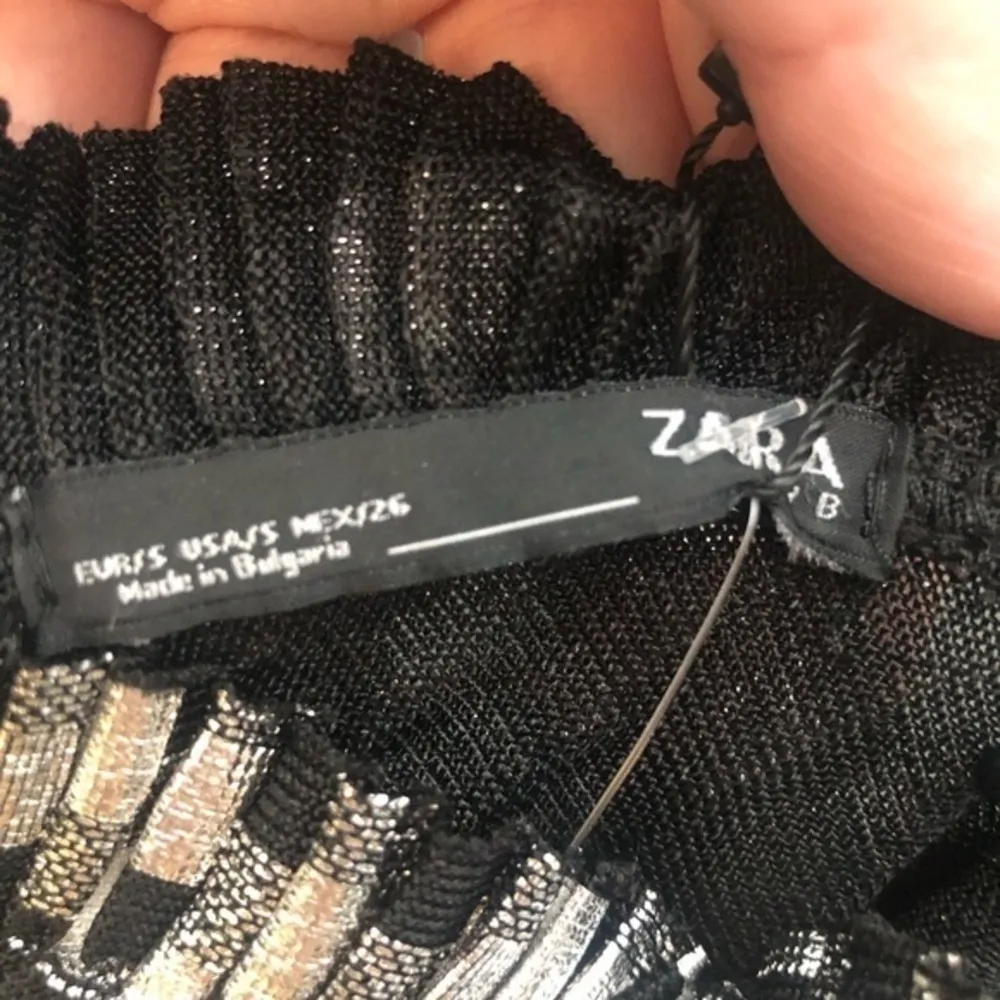 ZARA
B
EUR/S USA/S MEX/26
Made in Bulgaria